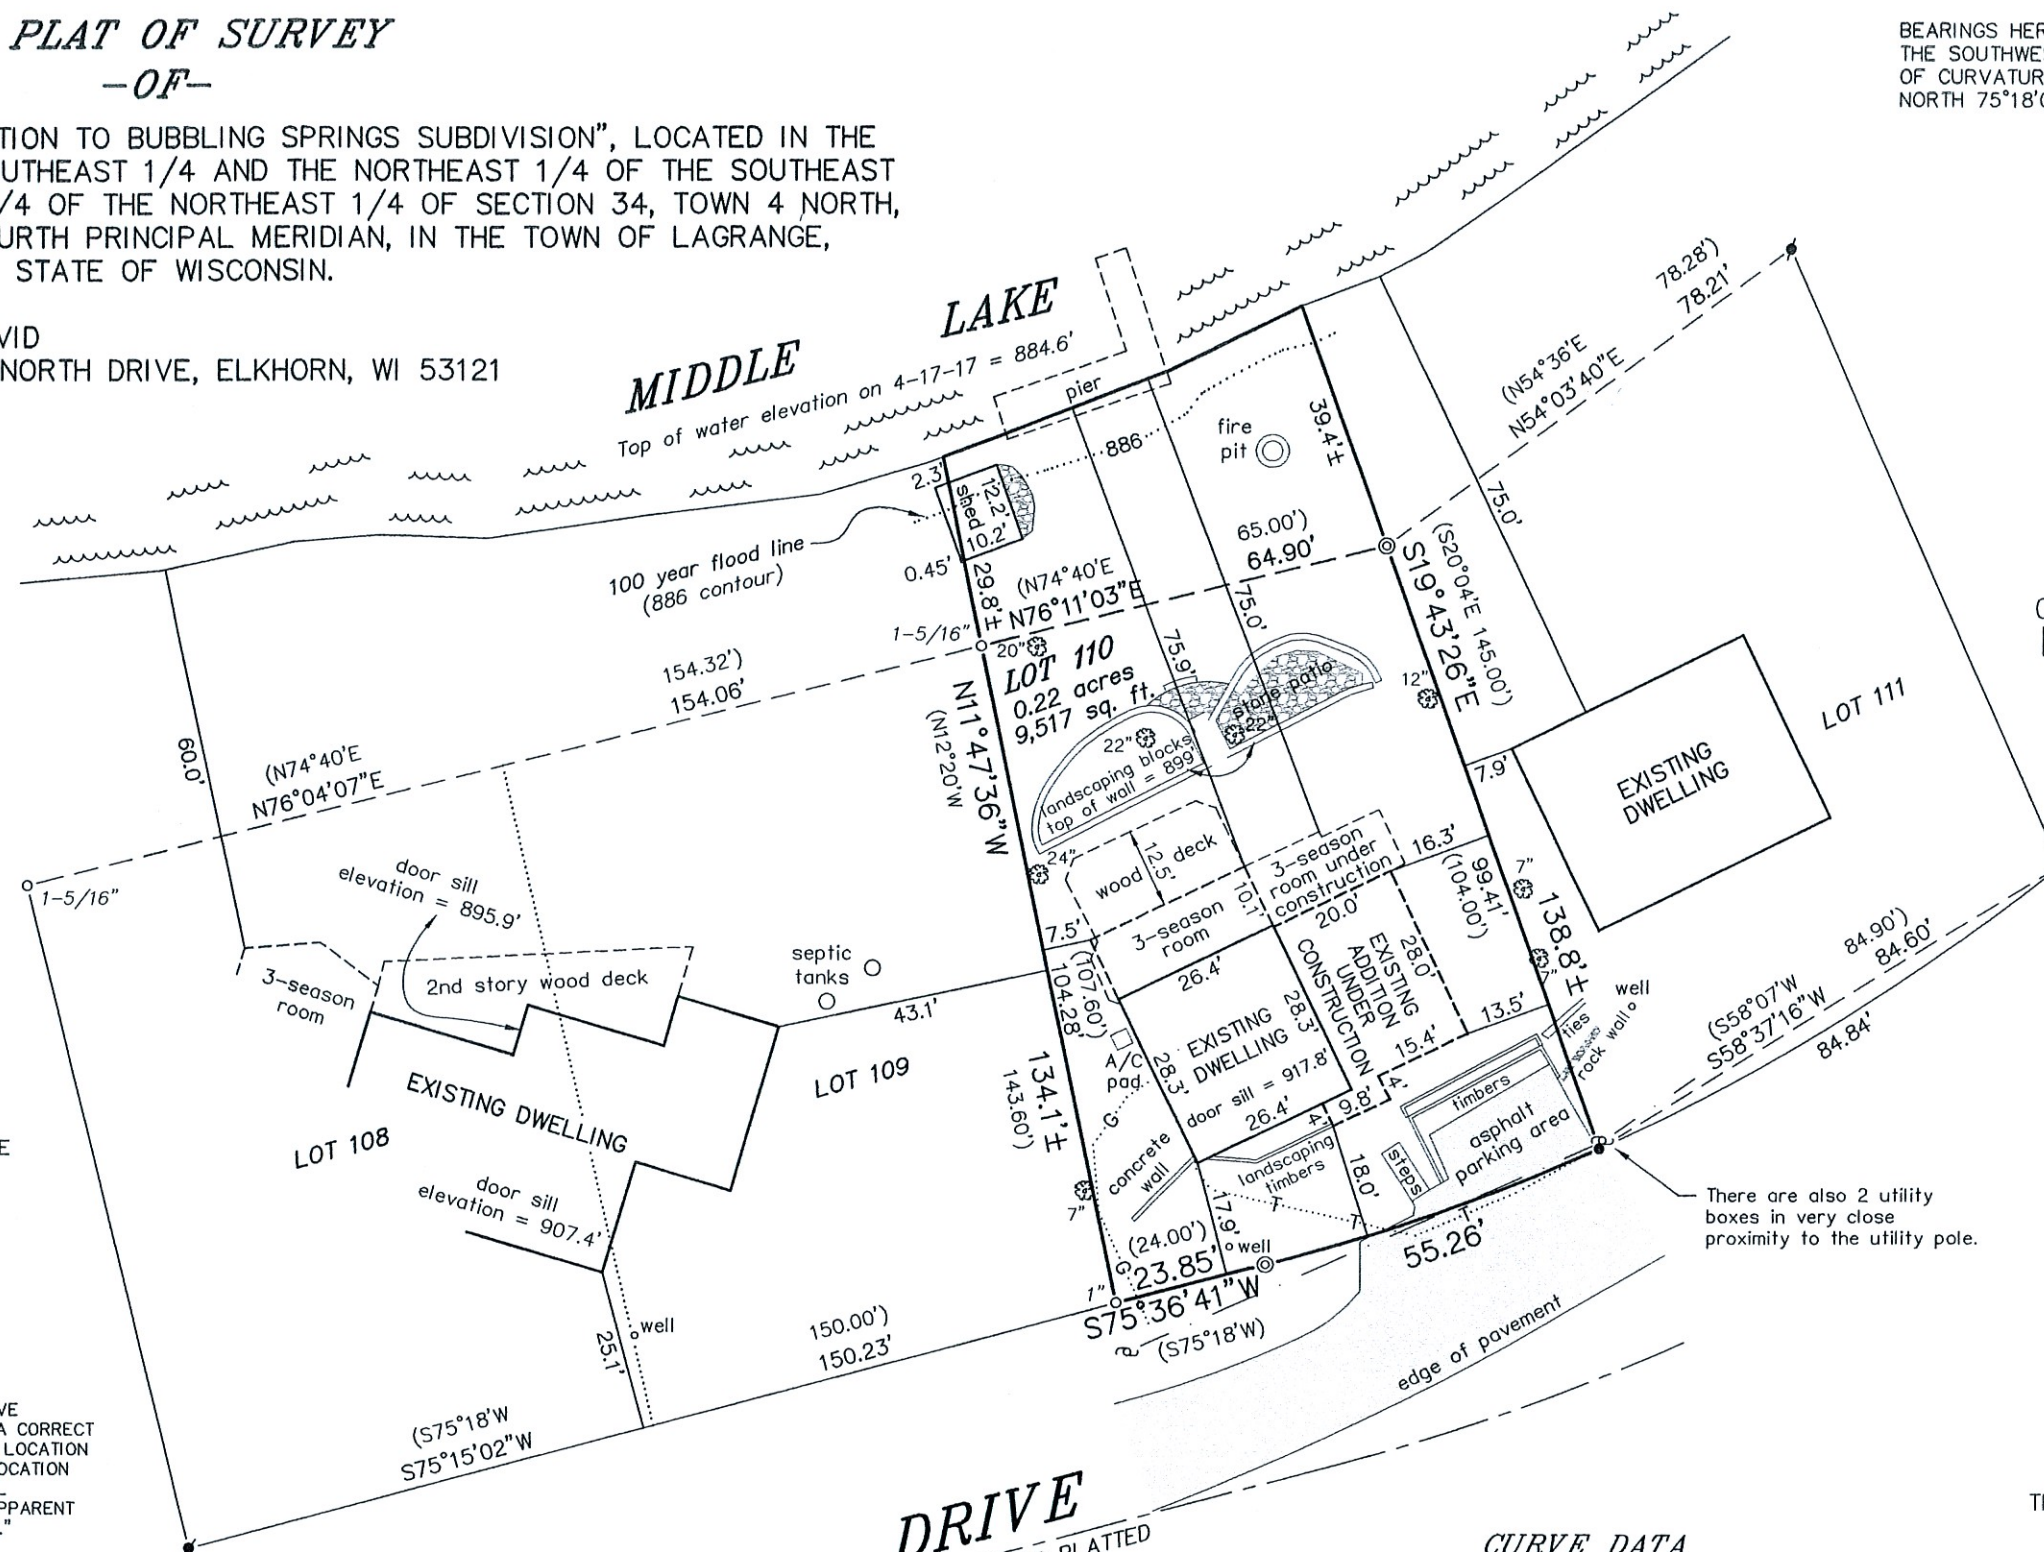 PLAT OF SURVEY
-OF-
TION TO BUBBLING SPRINGS SUBDIVISION", LOCATED IN THE
UTHEAST 1/4 AND THE NORTHEAST 1/4 OF THE SOUTHEAST
/4 OF THE NORTHEAST 1/4 OF SECTION 34, TOWN 4 NORTH,
URTH PRINCIPAL MERIDIAN, IN THE TOWN OF LAGRANGE,
STATE OF WISCONSIN.
VID
NORTH DRIVE, ELKHORN, WI 53121
BEARINGS HER
THE SOUTHWE
OF CURVATUR
NORTH 75°18'0
MIDDLE LAKE
Top of water elevation on 4-17-17 = 884.6'
pier
886
fire
pit
39.4'±
2.3'
shed
12.2'
10.2'
0.45'
29.8'±
100 year flood line
(886 contour)
(N74°40'E
N76°11'03"E
65.00')
64.90'
1-5/16"
20"
LOT 110
0.22 acres
9,517 sq. ft.
75.9'
75.0'
75.0'
78.28')
78.21'
(N54°36'E
N54°03'40"E
S19°43'26"E
(S20°04'E 145.00')
12"
stone patio
22"
22"
landscaping blocks
top of wall = 899'
N11°47'36"W
(N12°20'W
154.32')
154.06'
(N74°40'E
N76°04'07"E
60.0'
1-5/16"
door sill
elevation = 895.9'
3-season
room
2nd story wood deck
septic
tanks
43.1'
EXISTING DWELLING
LOT 108
LOT 109
door sill
elevation = 907.4'
well
25.1'
150.00')
150.23'
(S75°18'W
S75°15'02"W
24"
wood deck
12.5'
3-season
room under
construction
16.3'
7.5'
3-season
room
10.1'
20.0'
26.4'
28.3'
EXISTING
ADDITION
UNDER
CONSTRUCTION
28.0'
(107.60')
104.28'
134.1'±
143.60')
A/C
pad
28.3'
EXISTING
DWELLING
door sill = 917.8'
26.4'
15.4'
13.5'
9.8'
4'
4'
99.41'
(104.00')
138.8'±
7"
7"
7.9'
EXISTING
DWELLING
LOT 111
84.90')
84.60'
(S58°07'W
S58°37'16"W
84.84'
well
ties
rock wall
timbers
asphalt
parking area
steps
landscaping
timbers
18.0'
concrete
wall
G
G
T
T
T
7"
17.9'
well
(24.00')
23.85'
S75°36'41"W
(S75°18'W)
1"
55.26'
There are also 2 utility
boxes in very close
proximity to the utility pole.
edge of pavement
DRIVE
PLATTED
CURVE DATA
E
VE
A CORRECT
LOCATION
OCATION
PPARENT
."